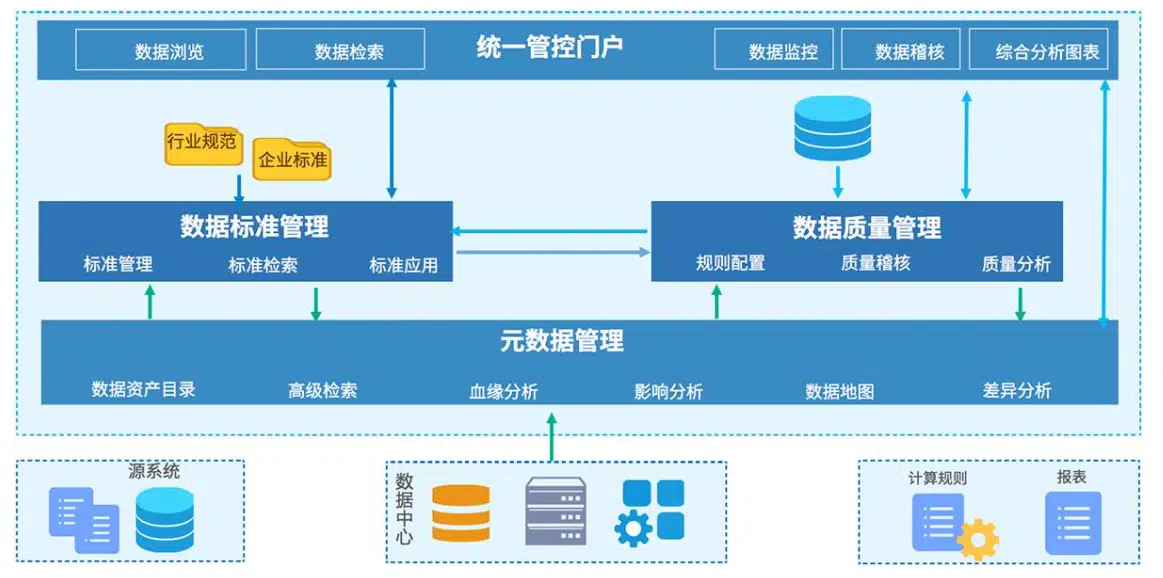 统一管控门户
数据浏览
数据检索
数据监控
数据稽核
综合分析图表
行业规范
企业标准
数据标准管理
标准管理
标准检索
标准应用
数据质量管理
规则配置
质量稽核
质量分析
元数据管理
数据资产目录
高级检索
血缘分析
影响分析
数据地图
差异分析
源系统
数据中心
计算规则
报表